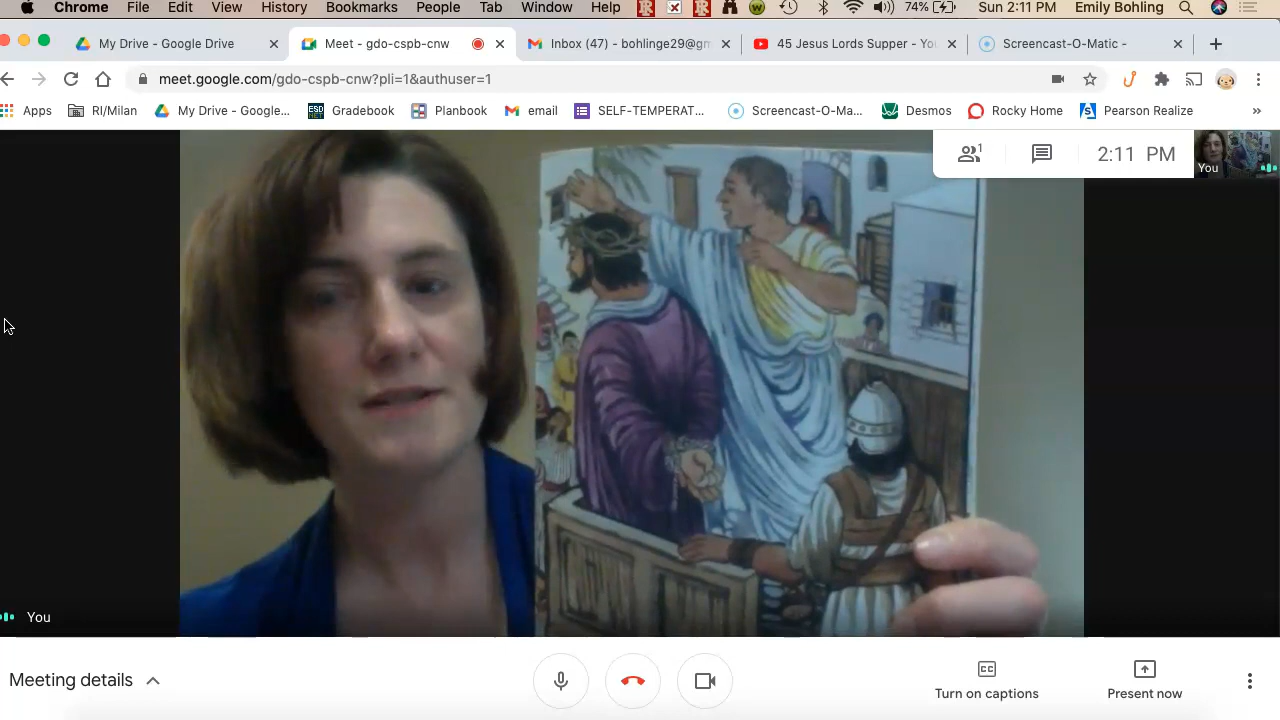 Chrome File Edit View History Bookmarks People Tab Window Help 74% Sun 2:11 PM Emily Bohling
My Drive - Google Drive Meet - gdo-cspb-cnw Inbox (47) - bohlinge29@gm 45 Jesus Lords Supper - Yo Screencast-O-Matic -
meet.google.com/gdo-cspb-cnw?pli=1&authuser=1
Apps RI/Milan My Drive - Google... Gradebook Planbook email SELF-TEMPERAT... Screencast-O-Ma... Desmos Rocky Home Pearson Realize »
1 2:11 PM
You
You
Meeting details Turn on captions Present now